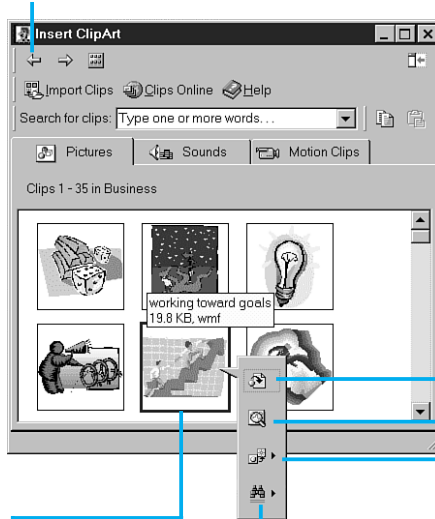 Insert ClipArt
Import Clips Clips Online Help
Search for clips: Type one or more words. . .
Pictures Sounds Motion Clips
Clips 1 - 35 in Business
working toward goals
19.8 KB, wmf